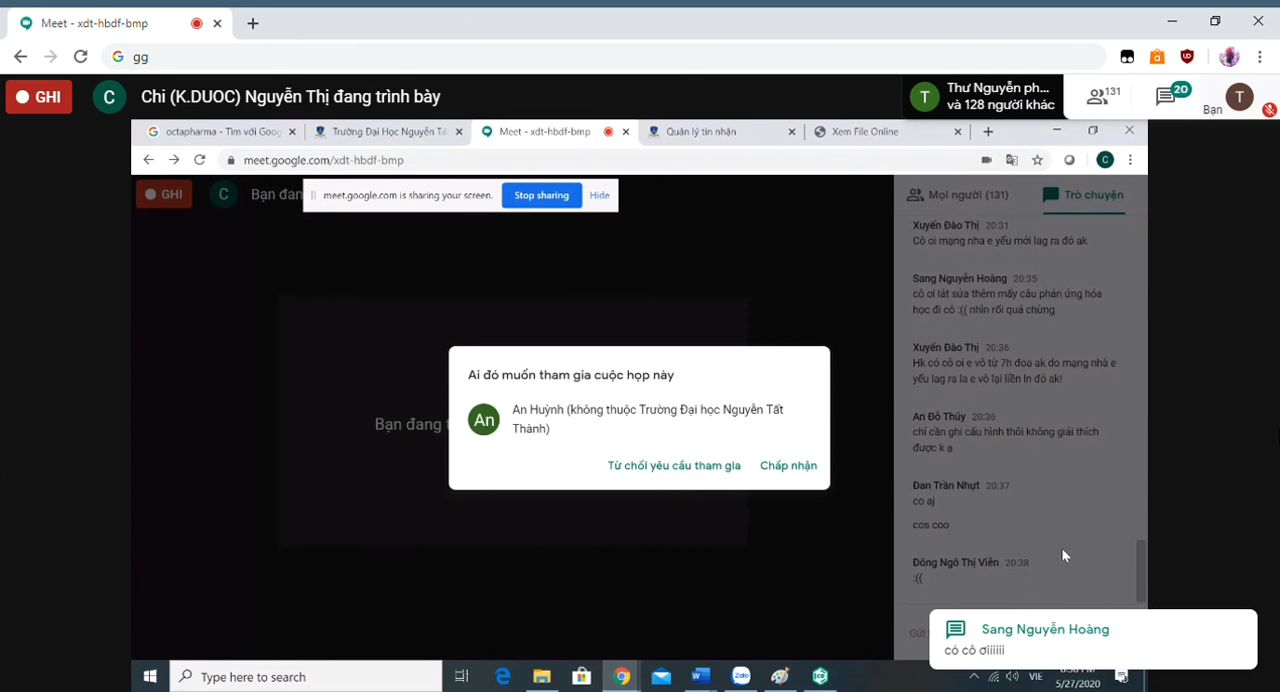 Meet - xdt-hbdf-bmp
gg
GHI
C
Chi (K.DUOC) Nguyễn Thị đang trình bày
T
Thư Nguyễn ph...
và 128 người khác
131
20
Bạn
T
octapharma - Tìm với Goog
Trường Đại Học Nguyễn Tấ
Meet - xdt-hbdf-bmp
Quản lý tin nhắn
Xem File Online
meet.google.com/xdt-hbdf-bmp
C
GHI
C
Bạn đan
meet.google.com is sharing your screen.
Stop sharing
Hide
Mọi người (131)
Trò chuyện
Xuyến Đào Thị 20:31
Cô oi mạng nha e yếu mới lag ra đó ak
Sang Nguyễn Hoàng 20:35
cô ơi lát sửa thêm mấy câu phản ứng hóa
học đi cô :(( nhìn rối quá chừng
Xuyến Đào Thị 20:36
Hk có cô oi e vô từ 7h đoa ak do mạng nhà e
yếu lag ra la e vô lại liền ln đó ak!
An Đỗ Thúy 20:36
chỉ cần ghi cấu hình thôi không giải thích
được k ạ
Đan Trần Nhựt 20:37
co aj
cos coo
Đông Ngô Thị Viễn 20:38
:((
Bạn đang t
Ai đó muốn tham gia cuộc họp này
An
An Huỳnh (không thuộc Trường Đại học Nguyễn Tất
Thành)
Từ chối yêu cầu tham gia
Chấp nhận
Gửi
Sang Nguyễn Hoàng
có cô ơiiiiii
Type here to search
VIE
5/27/2020